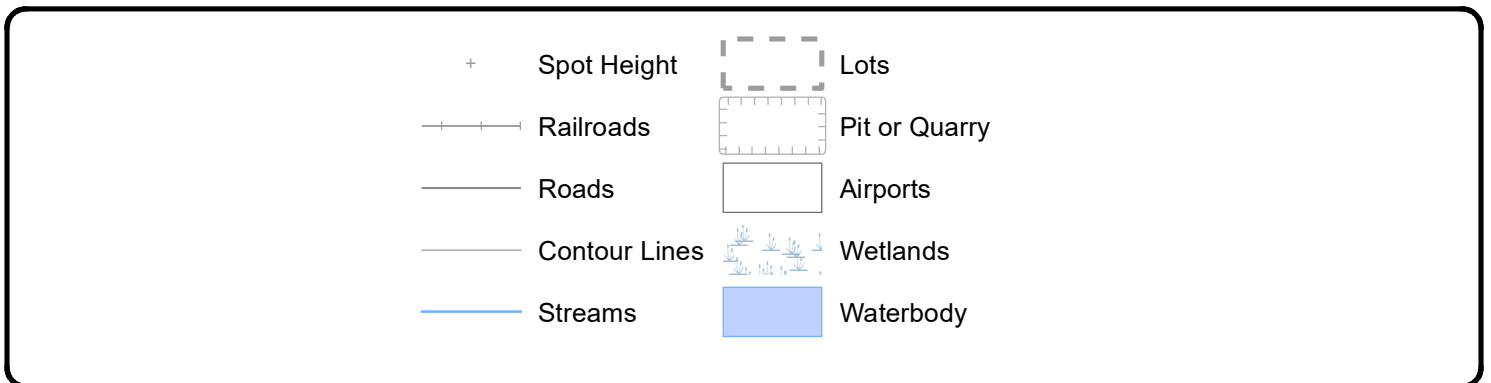 Spot Height
Railroads
Roads
Contour Lines
Streams
Lots
Pit or Quarry
Airports
Wetlands
Waterbody